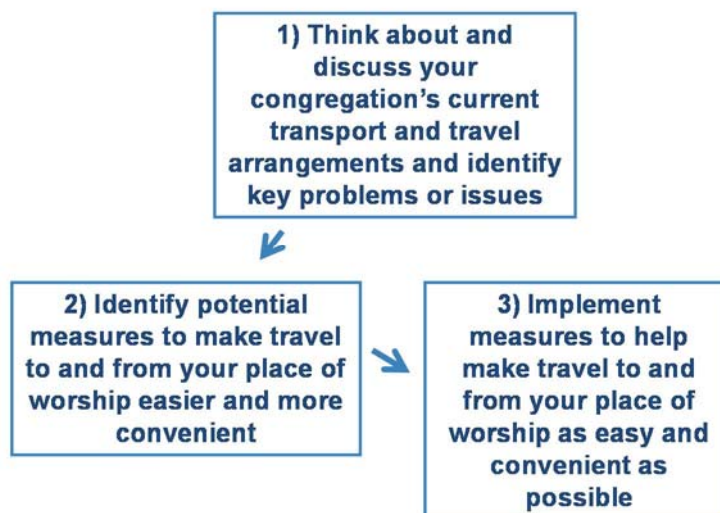 1) Think about and
discuss your
congregation's current
transport and travel
arrangements and identify
key problems or issues
2) Identify potential
measures to make travel
to and from your place of
worship easier and more
convenient
3) Implement
measures to help
make travel to and
from your place of
worship as easy and
convenient as
possible